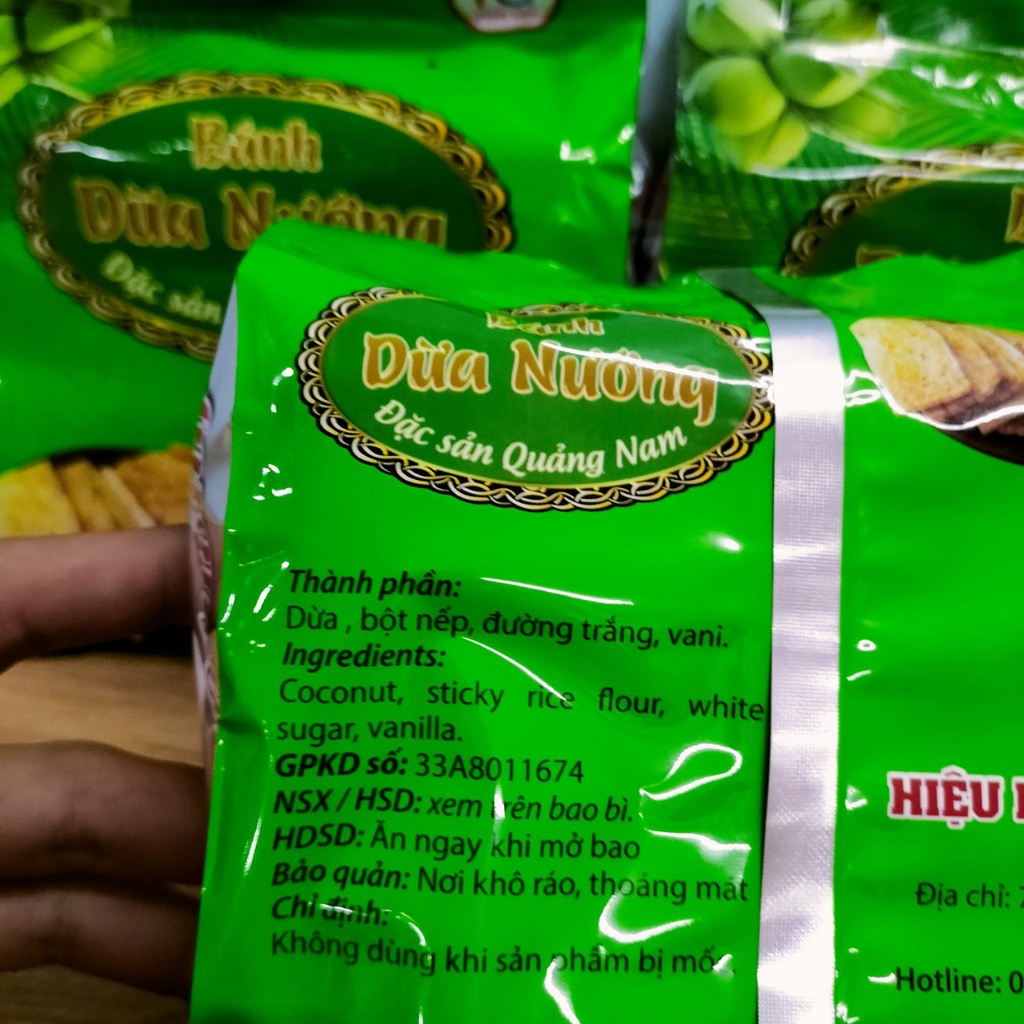 Bánh
Dừa Nướng
Đặc sản
Bánh
Dừa Nướng
Đặc sản Quảng Nam
Thành phần:
Dừa , bột nếp, đường trắng, vani.
Ingredients:
Coconut, sticky rice flour, white
sugar, vanilla.
GPKD số: 33A8011674
NSX / HSD: xem trên bao bì.
HDSD: Ăn ngay khi mở bao
Bảo quản: Nơi khô ráo, thoáng mát
Chỉ định:
Không dùng khi sản phẩm bị mốc.
HIỆU
Địa chỉ:
Hotline: 0